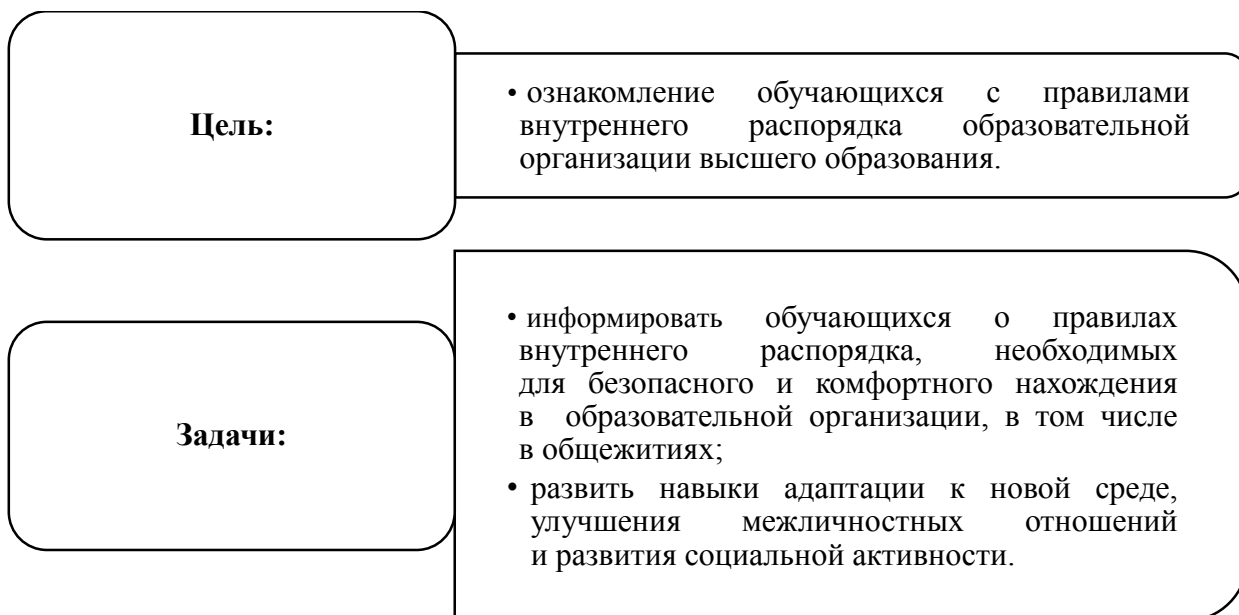 Цель:
• ознакомление обучающихся с правилами
внутреннего распорядка образовательной
организации высшего образования.
Задачи:
• информировать обучающихся о правилах
внутреннего распорядка, необходимых
для безопасного и комфортного нахождения
в образовательной организации, в том числе
в общежитиях;
• развить навыки адаптации к новой среде,
улучшения межличностных отношений
и развития социальной активности.